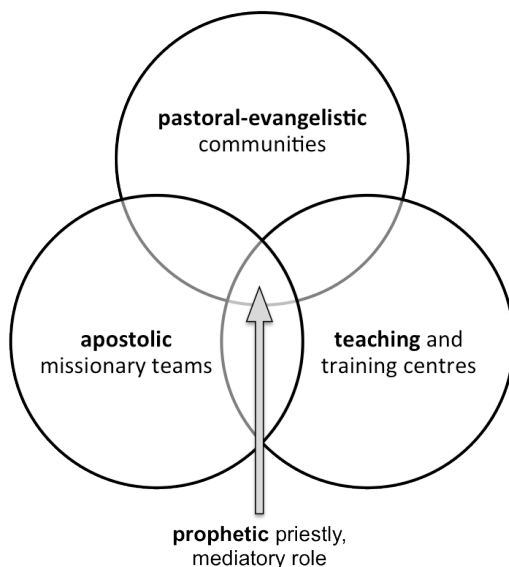 pastoral-evangelistic
communities
apostolic
missionary teams
teaching and
training centres
prophetic priestly,
mediatory role